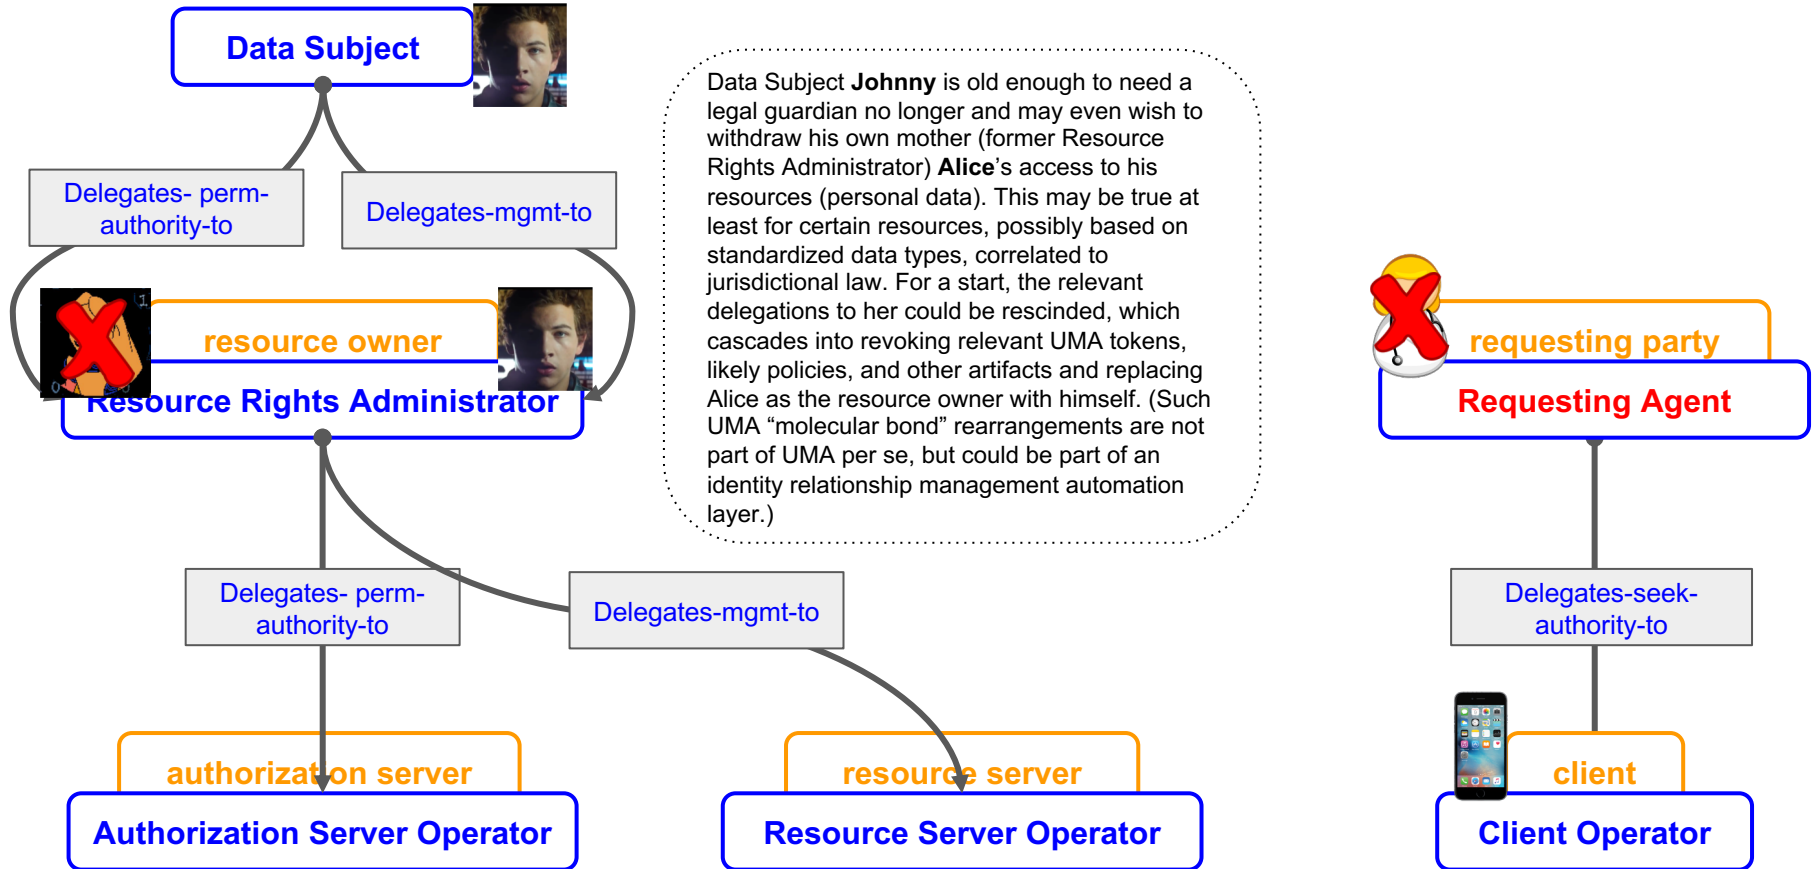 Data Subject
Data Subject Johnny is old enough to need a
legal guardian no longer and may even wish to
withdraw his own mother (former Resource
Rights Administrator) Alice’s access to his
resources (personal data). This may be true at
least for certain resources, possibly based on
standardized data types, correlated to
jurisdictional law. For a start, the relevant
delegations to her could be rescinded, which
cascades into revoking relevant UMA tokens,
likely policies, and other artifacts and replacing
Alice as the resource owner with himself. (Such
UMA “molecular bond” rearrangements are not
part of UMA per se, but could be part of an
identity relationship management automation
layer.)
Delegates- perm-
authority-to
Delegates-mgmt-to
resource owner
Resource Rights Administrator
requesting party
Requesting Agent
Delegates- perm-
authority-to
Delegates-mgmt-to
Delegates-seek-
authority-to
authorization server
Authorization Server Operator
resource server
Resource Server Operator
client
Client Operator